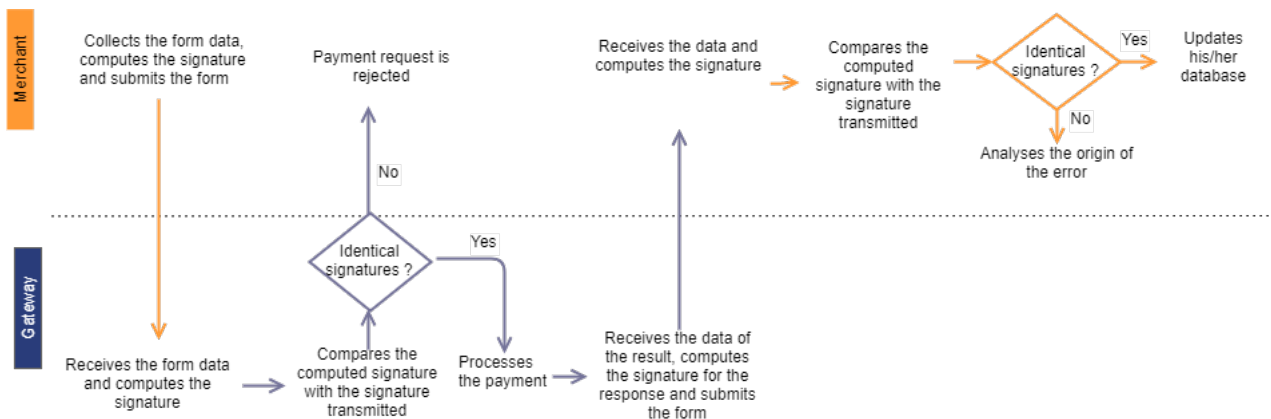 Merchant
Collects the form data,
computes the signature
and submits the form
Payment request is
rejected
Receives the data and
computes the signature
Compares the
computed
signature with the
signature
transmitted
Identical
signatures ?
Yes
Updates
his/her
database
No
Analyses the origin of
the error
No
Gateway
Identical
signatures ?
Yes
Receives the form data
and computes the
signature
Compares the
computed signature
with the signature
transmitted
Processes
the payment
Receives the data of
the result, computes
the signature for the
response and submits
the form